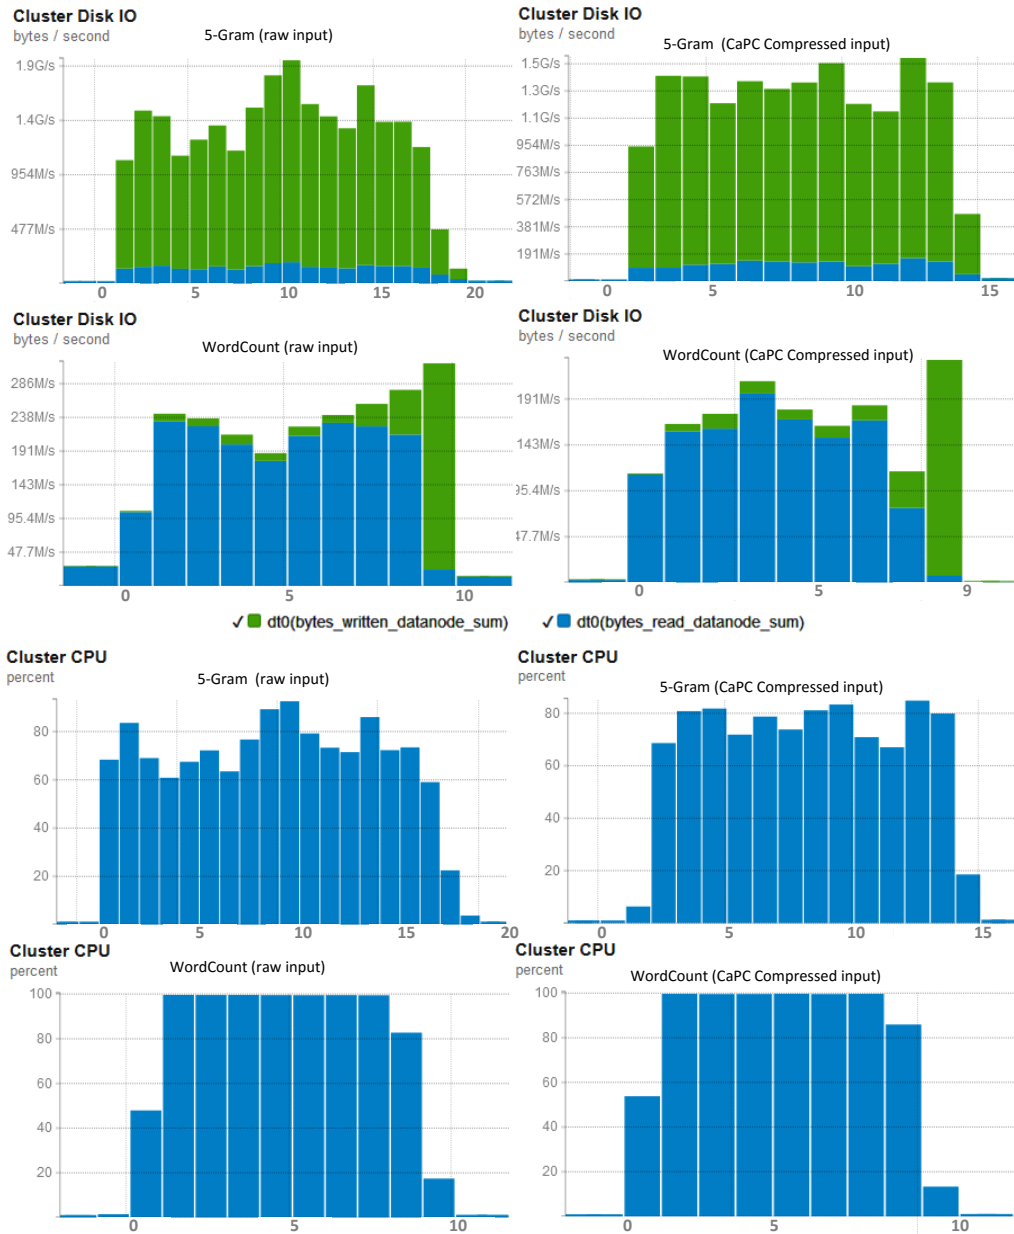 Cluster Disk IO
bytes / second
5-Gram (raw input)
1.9G/s
1.4G/s
954M/s
477M/s
0 5 10 15 20
Cluster Disk IO
bytes / second
5-Gram (CaPC Compressed input)
1.5G/s
1.3G/s
1.1G/s
954M/s
763M/s
572M/s
381M/s
191M/s
0 5 10 15
Cluster Disk IO
bytes / second
WordCount (raw input)
286M/s
238M/s
191M/s
143M/s
95.4M/s
47.7M/s
0 5 10
Cluster Disk IO
bytes / second
WordCount (CaPC Compressed input)
191M/s
143M/s
95.4M/s
47.7M/s
0 5 9
✓ dt0(bytes_written_datanode_sum) ✓ dt0(bytes_read_datanode_sum)
Cluster CPU
percent
5-Gram (raw input)
80
60
40
20
0 5 10 15 20
Cluster CPU
percent
5-Gram (CaPC Compressed input)
80
60
40
20
0 5 10 15
Cluster CPU
percent
WordCount (raw input)
100
80
60
40
20
0 5 10
Cluster CPU
percent
WordCount (CaPC Compressed input)
100
80
60
40
20
0 5 10